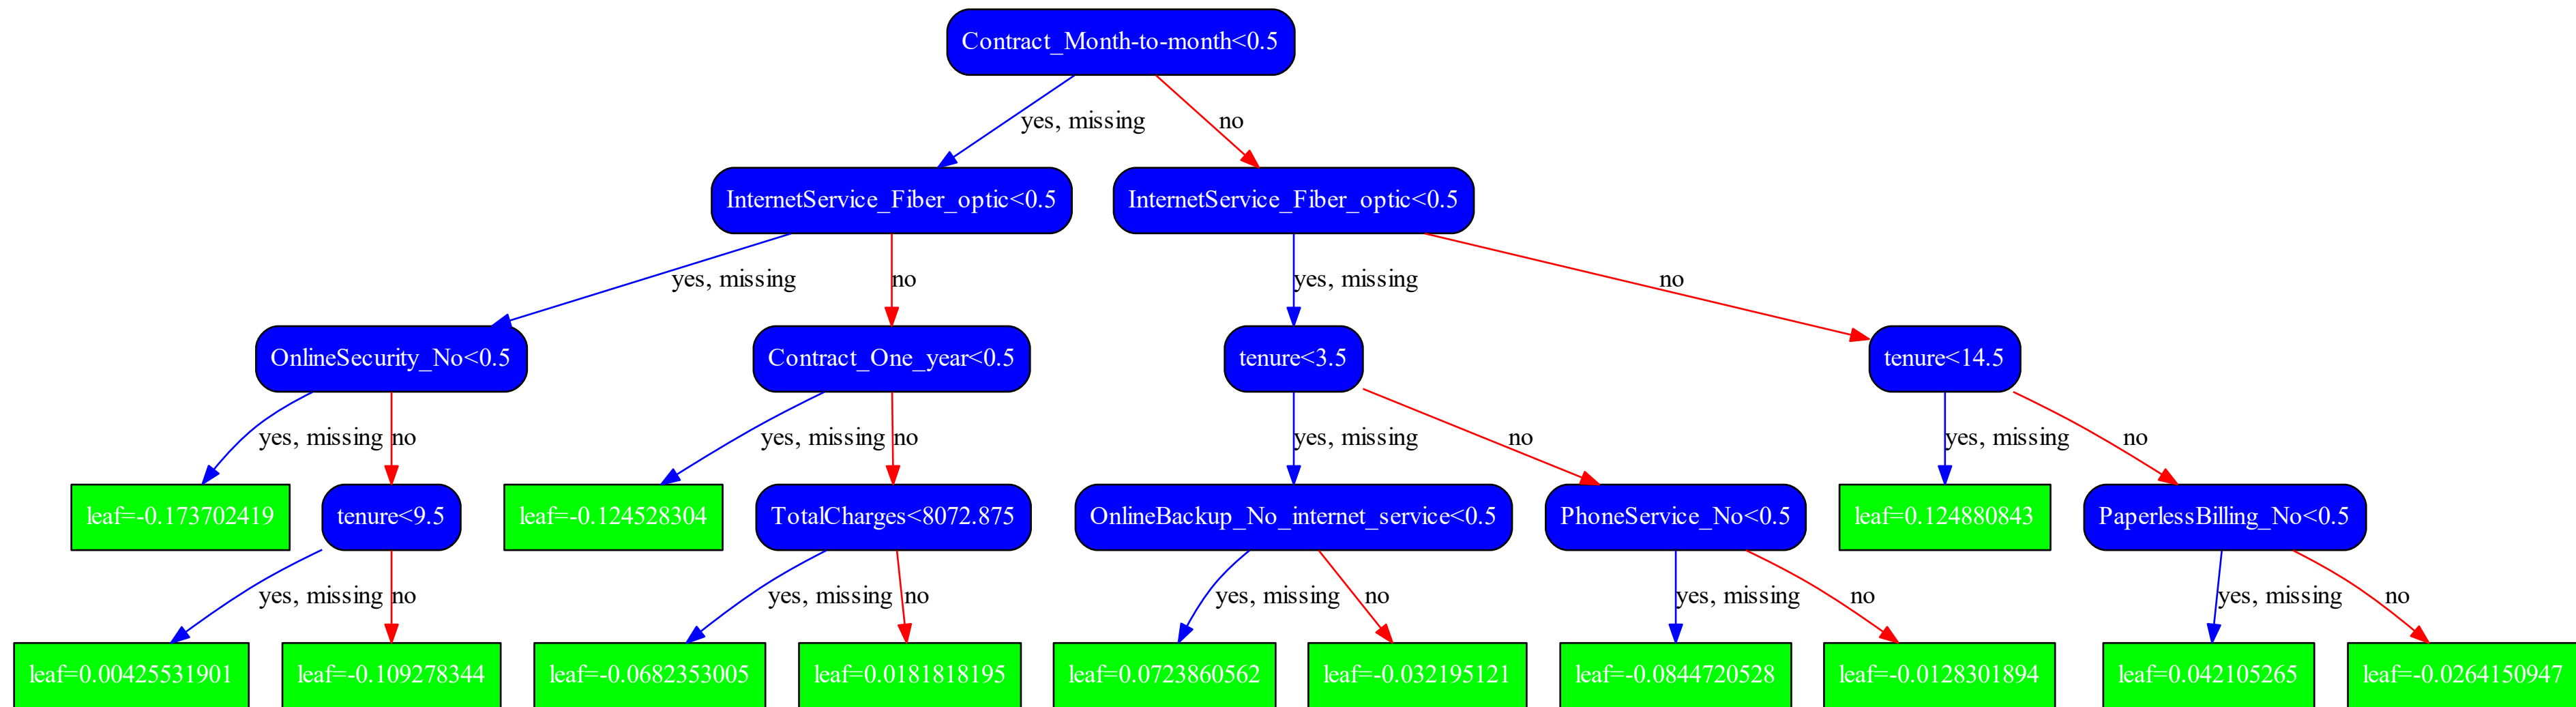 Contract_Month-to-month<0.5
yes, missing
no
InternetService_Fiber_optic<0.5
InternetService_Fiber_optic<0.5
yes, missing
no
yes, missing
no
OnlineSecurity_No<0.5
Contract_One_year<0.5
tenure<3.5
tenure<14.5
yes, missing
no
yes, missing
no
yes, missing
no
yes, missing
no
leaf=-0.173702419
tenure<9.5
leaf=-0.124528304
TotalCharges<8072.875
OnlineBackup_No_internet_service<0.5
PhoneService_No<0.5
leaf=0.124880843
PaperlessBilling_No<0.5
yes, missing
no
yes, missing
no
yes, missing
no
yes, missing
no
yes, missing
no
leaf=0.00425531901
leaf=-0.109278344
leaf=-0.0682353005
leaf=0.0181818195
leaf=0.0723860562
leaf=-0.032195121
leaf=-0.0844720528
leaf=-0.0128301894
leaf=0.042105265
leaf=-0.0264150947